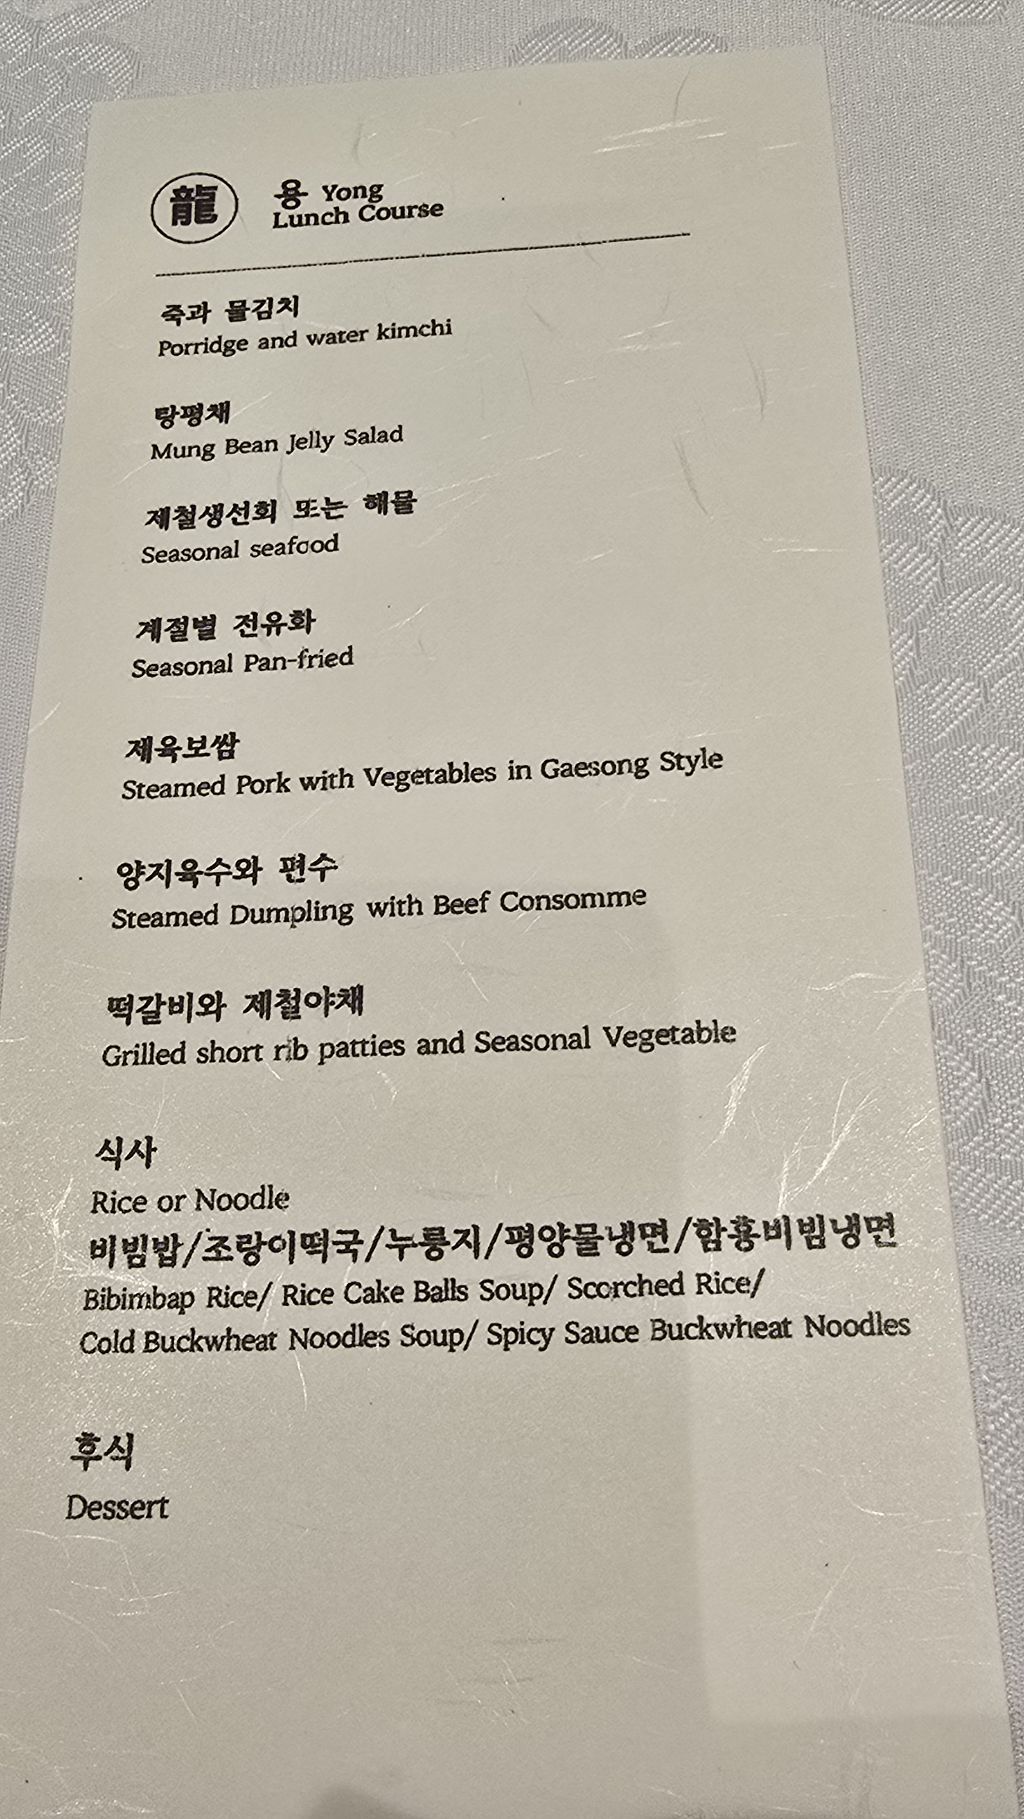 龍
용 Yong
Lunch Course
죽과 물김치
Porridge and water kimchi
탕평채
Mung Bean Jelly Salad
제철생선회 또는 해물
Seasonal seafood
계절별 전유화
Seasonal Pan-fried
제육보쌈
Steamed Pork with Vegetables in Gaesong Style
양지육수와 편수
Steamed Dumpling with Beef Consomme
떡갈비와 제철야채
Grilled short rib patties and Seasonal Vegetable
식사
Rice or Noodle
비빔밥/조랑이떡국/누룽지/평양물냉면/함흥비빔냉면
Bibimbap Rice/ Rice Cake Balls Soup/ Scorched Rice/
Cold Buckwheat Noodles Soup/ Spicy Sauce Buckwheat Noodles
후식
Dessert